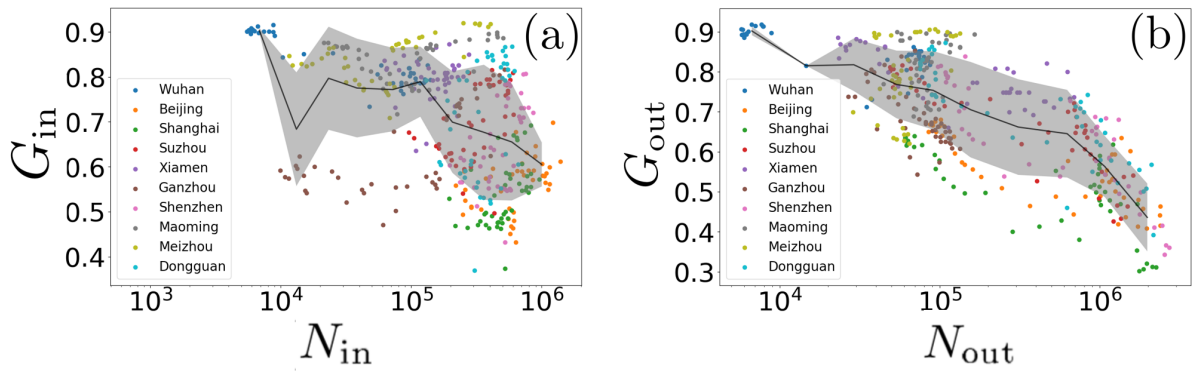 (a)
G_in
0.9
0.8
0.7
0.6
0.5
0.4
Wuhan
Beijing
Shanghai
Suzhou
Xiamen
Ganzhou
Shenzhen
Maoming
Meizhou
Dongguan
10^3 10^4 10^5 10^6
N_in
(b)
G_out
0.9
0.8
0.7
0.6
0.5
0.4
0.3
Wuhan
Beijing
Shanghai
Suzhou
Xiamen
Ganzhou
Shenzhen
Maoming
Meizhou
Dongguan
10^4 10^5 10^6
N_out